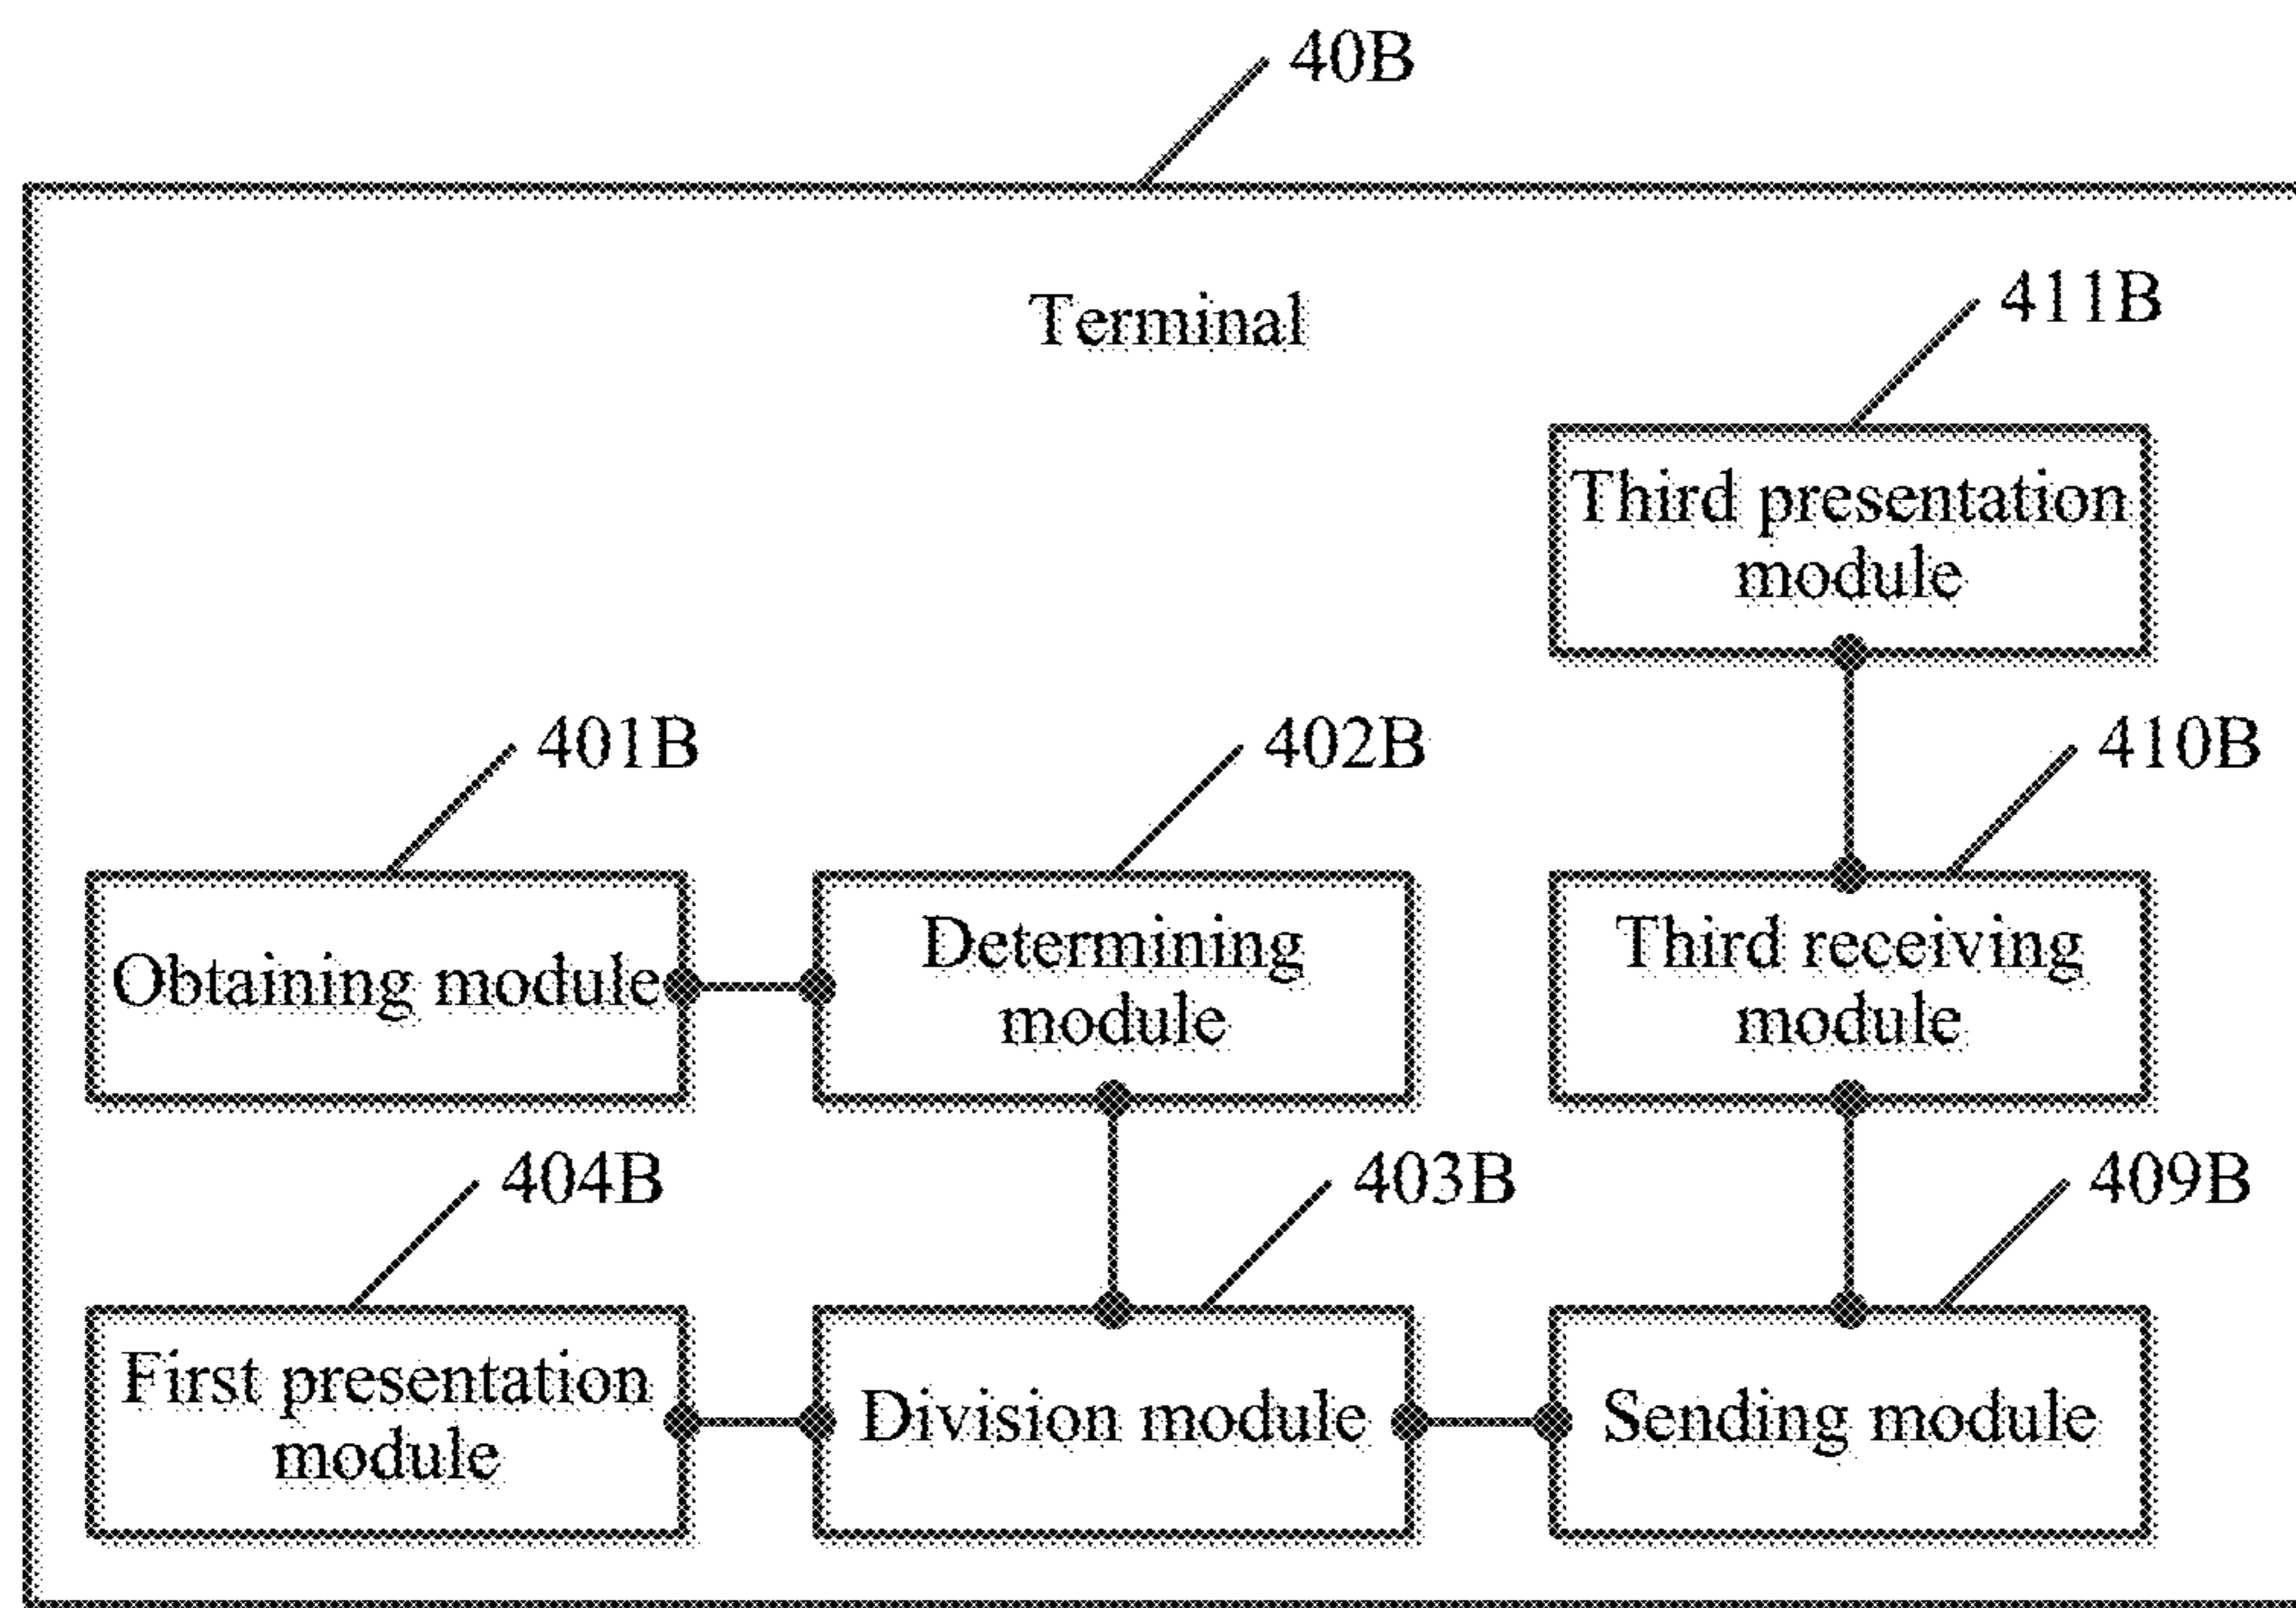 40B
Terminal
411B
Third presentation
module
401B
402B
410B
Obtaining module
Determining
module
Third receiving
module
404B
403B
409B
First presentation
module
Division module
Sending module